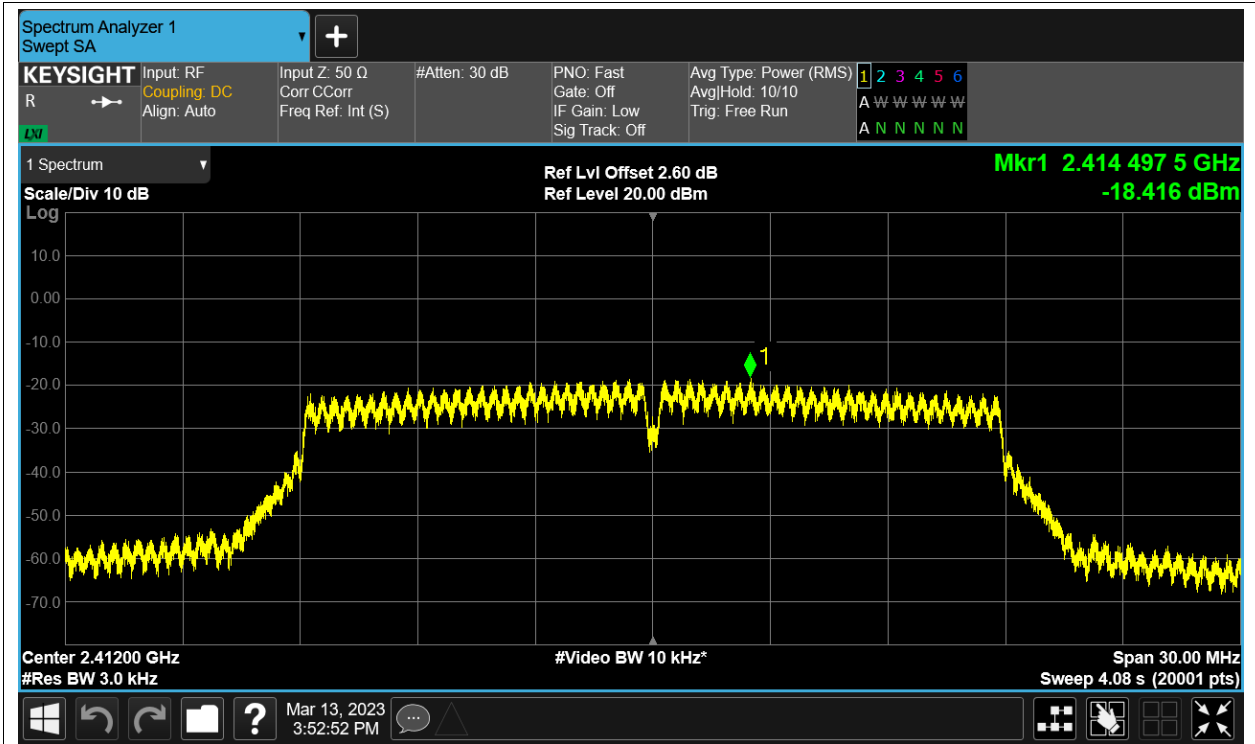 Spectrum Analyzer 1
Swept SA
KEYSIGHT
R
LXI
Input: RF
Coupling: DC
Align: Auto
Input Z: 50 Ω
Corr CCorr
Freq Ref: Int (S)
#Atten: 30 dB
PNO: Fast
Gate: Off
IF Gain: Low
Sig Track: Off
Avg Type: Power (RMS)
Avg|Hold: 10/10
Trig: Free Run
1 2 3 4 5 6
A W W W W W
A N N N N N
1 Spectrum
Scale/Div 10 dB
Log
Ref Lvl Offset 2.60 dB
Ref Level 20.00 dBm
Mkr1 2.414 497 5 GHz
-18.416 dBm
10.0
0.00
-10.0
1
-20.0
-30.0
-40.0
-50.0
-60.0
-70.0
Center 2.41200 GHz
#Res BW 3.0 kHz
#Video BW 10 kHz*
Span 30.00 MHz
Sweep 4.08 s (20001 pts)
?
Mar 13, 2023
3:52:52 PM